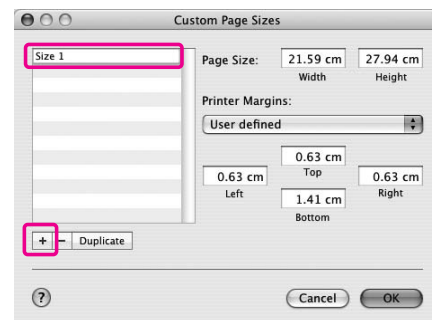 Custom Page Sizes
Size 1
Page Size: 21.59 cm 27.94 cm
Width Height
Printer Margins:
User defined
0.63 cm
Top
0.63 cm 0.63 cm
Left Right
1.41 cm
Bottom
+ - Duplicate
? Cancel OK